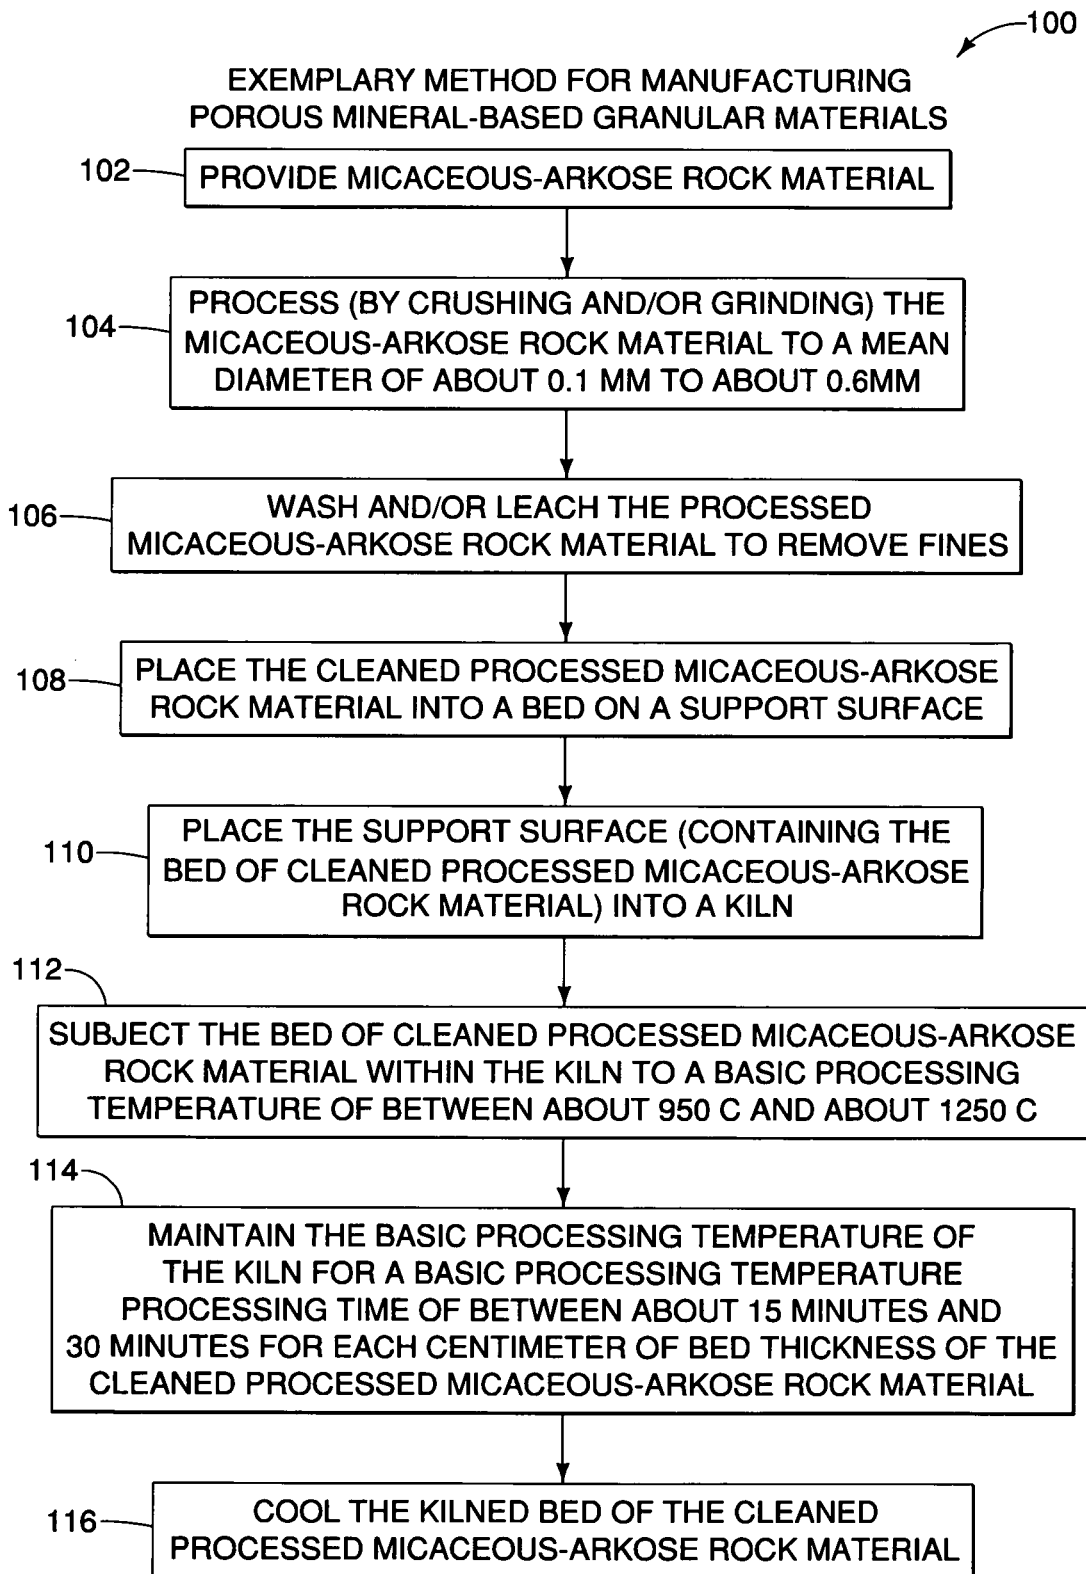 100
EXEMPLARY METHOD FOR MANUFACTURING
POROUS MINERAL-BASED GRANULAR MATERIALS
102
PROVIDE MICACEOUS-ARKOSE ROCK MATERIAL
104
PROCESS (BY CRUSHING AND/OR GRINDING) THE
MICACEOUS-ARKOSE ROCK MATERIAL TO A MEAN
DIAMETER OF ABOUT 0.1 MM TO ABOUT 0.6MM
106
WASH AND/OR LEACH THE PROCESSED
MICACEOUS-ARKOSE ROCK MATERIAL TO REMOVE FINES
108
PLACE THE CLEANED PROCESSED MICACEOUS-ARKOSE
ROCK MATERIAL INTO A BED ON A SUPPORT SURFACE
110
PLACE THE SUPPORT SURFACE (CONTAINING THE
BED OF CLEANED PROCESSED MICACEOUS-ARKOSE
ROCK MATERIAL) INTO A KILN
112
SUBJECT THE BED OF CLEANED PROCESSED MICACEOUS-ARKOSE
ROCK MATERIAL WITHIN THE KILN TO A BASIC PROCESSING
TEMPERATURE OF BETWEEN ABOUT 950 C AND ABOUT 1250 C
114
MAINTAIN THE BASIC PROCESSING TEMPERATURE OF
THE KILN FOR A BASIC PROCESSING TEMPERATURE
PROCESSING TIME OF BETWEEN ABOUT 15 MINUTES AND
30 MINUTES FOR EACH CENTIMETER OF BED THICKNESS OF THE
CLEANED PROCESSED MICACEOUS-ARKOSE ROCK MATERIAL
116
COOL THE KILNED BED OF THE CLEANED
PROCESSED MICACEOUS-ARKOSE ROCK MATERIAL